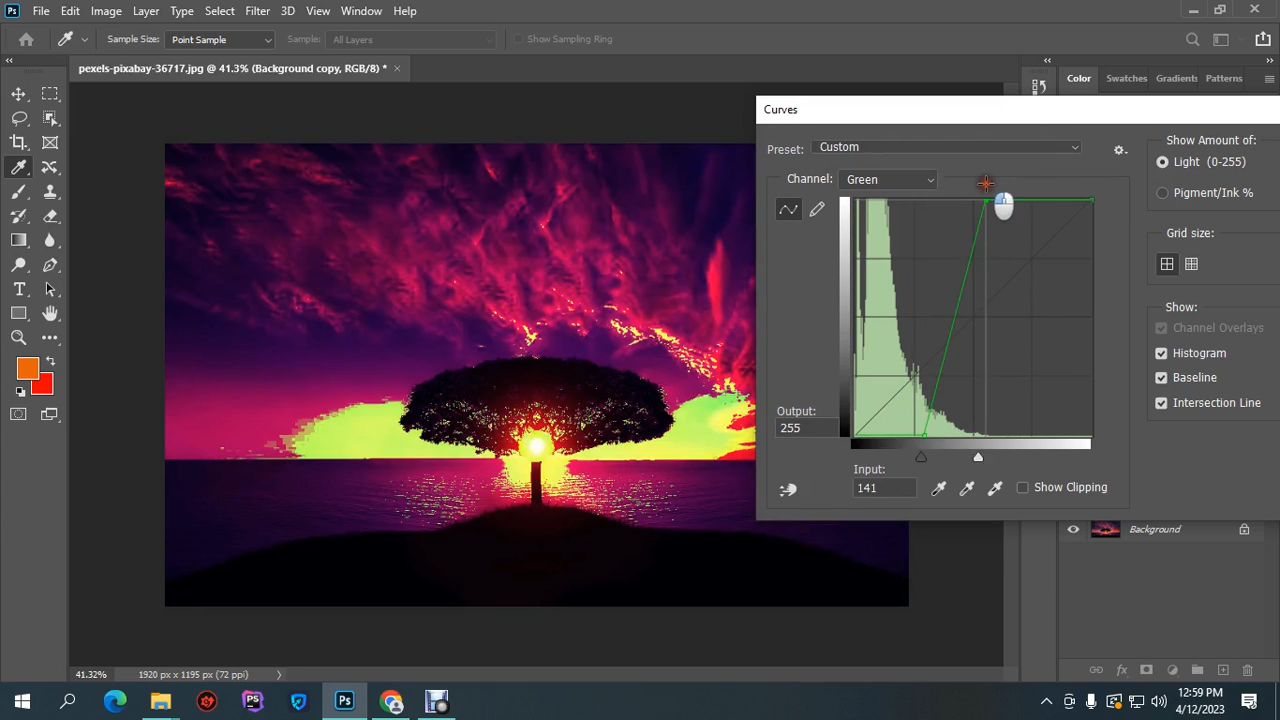 Ps File Edit Image Layer Type Select Filter 3D View Window Help
Sample Size: Point Sample Sample: All Layers Show Sampling Ring
pexels-pixabay-36717.jpg @ 41.3% (Background copy, RGB/8) *
Color Swatches Gradients Patterns
Curves
Preset: Custom
Show Amount of:
Light (0-255)
Channel: Green
Pigment/Ink %
Grid size:
Show:
Channel Overlays
Histogram
Baseline
Output:
Intersection Line
255
Input:
141
Show Clipping
Background
41.32% 1920 px x 1195 px (72 ppi)
PS Ps 12:59 PM
4/12/2023